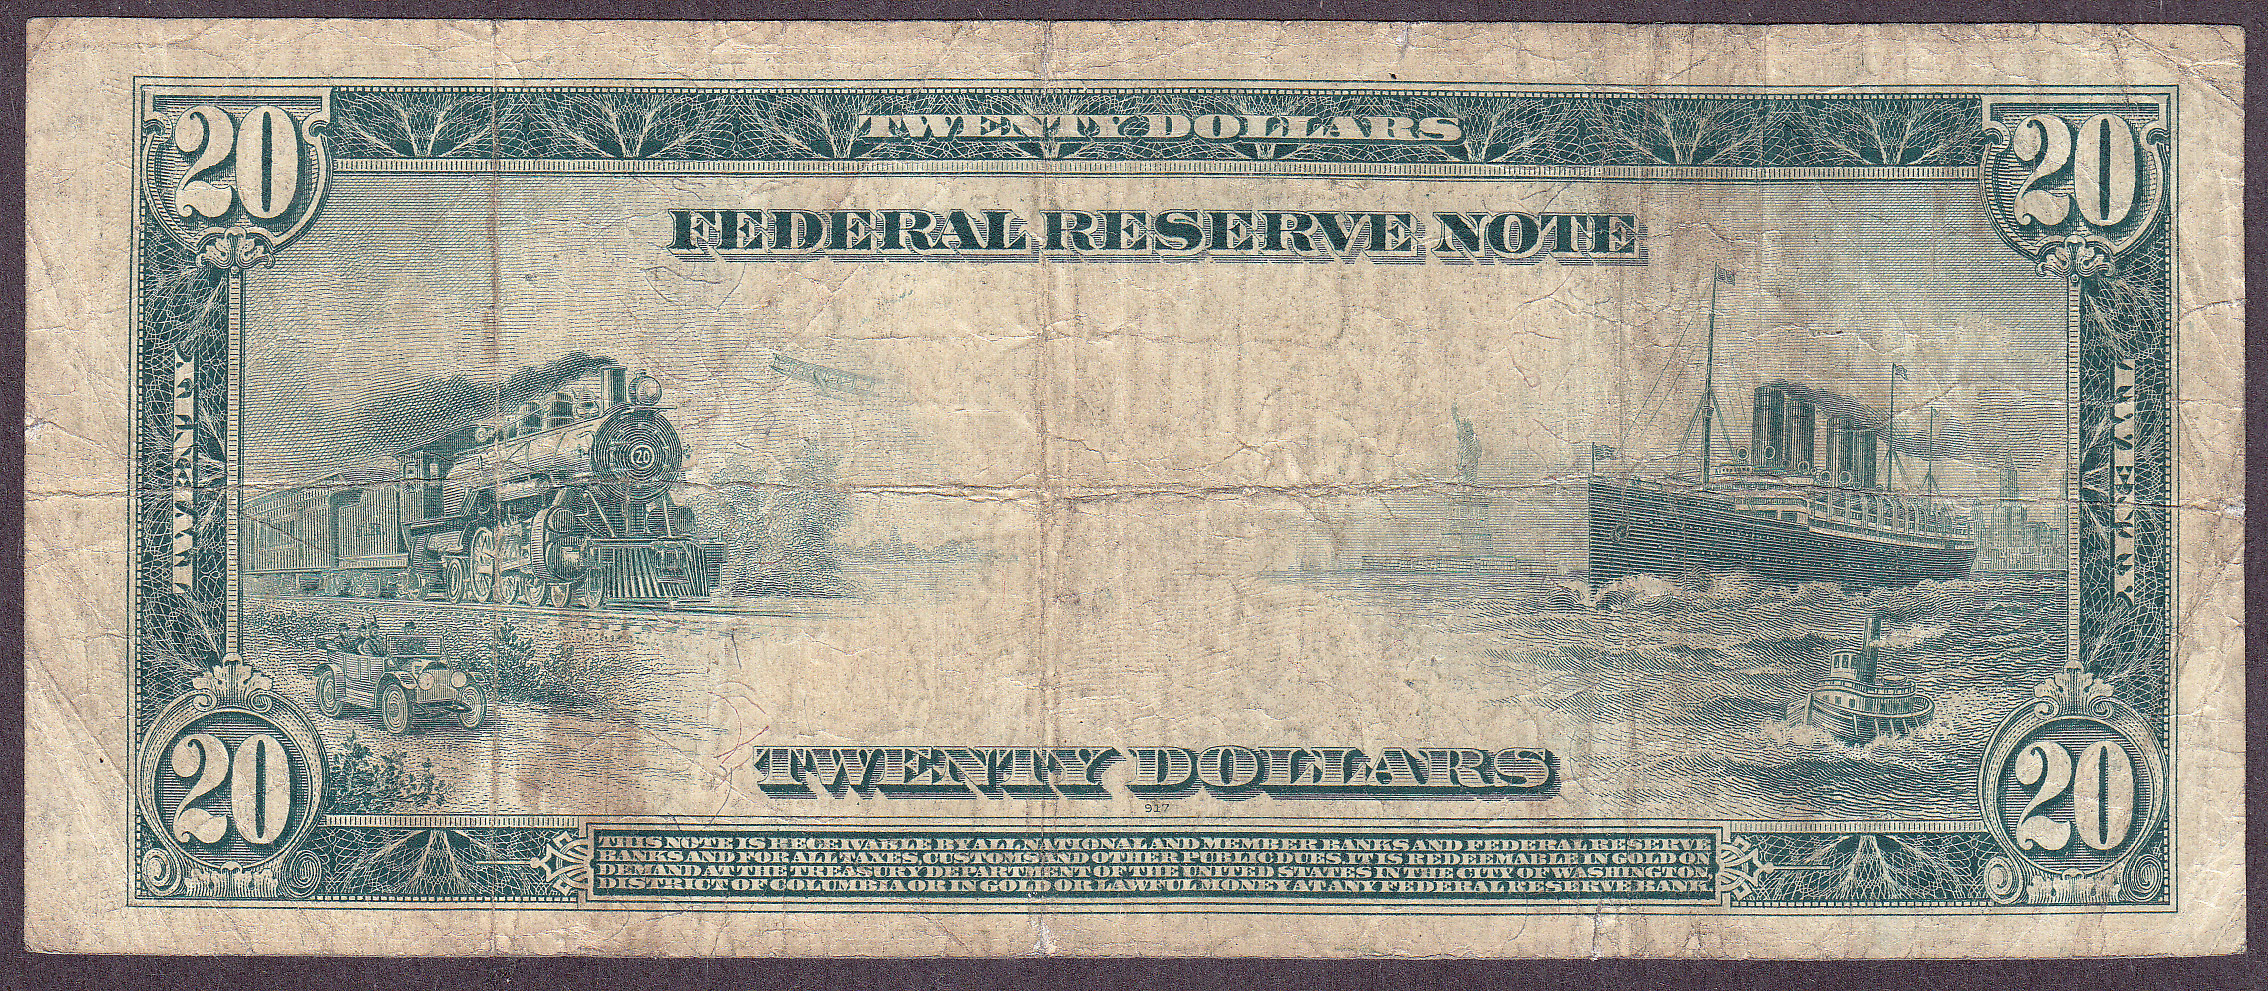 20 TWENTY DOLLARS 20
FEDERAL RESERVE NOTE
TWENTY
TWENTY
20
TWENTY DOLLARS
917
20 20
THIS NOTE IS RECEIVABLE BY ALL NATIONAL AND MEMBER BANKS AND FEDERAL RESERVE
BANKS AND FOR ALL TAXES, CUSTOMS AND OTHER PUBLIC DUES. IT IS REDEEMABLE IN GOLD ON
DEMAND AT THE TREASURY DEPARTMENT OF THE UNITED STATES IN THE CITY OF WASHINGTON,
DISTRICT OF COLUMBIA OR IN GOLD OR LAWFUL MONEY AT ANY FEDERAL RESERVE BANK.